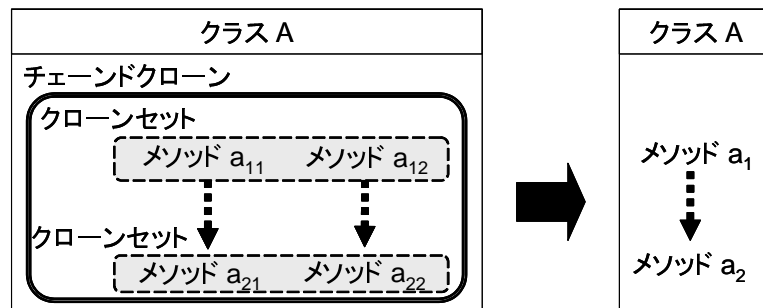 クラス A
チェーンドクローン
クローンセット
メソッド a11 メソッド a12
クローンセット
メソッド a21 メソッド a22
クラス A
メソッド a1
メソッド a2